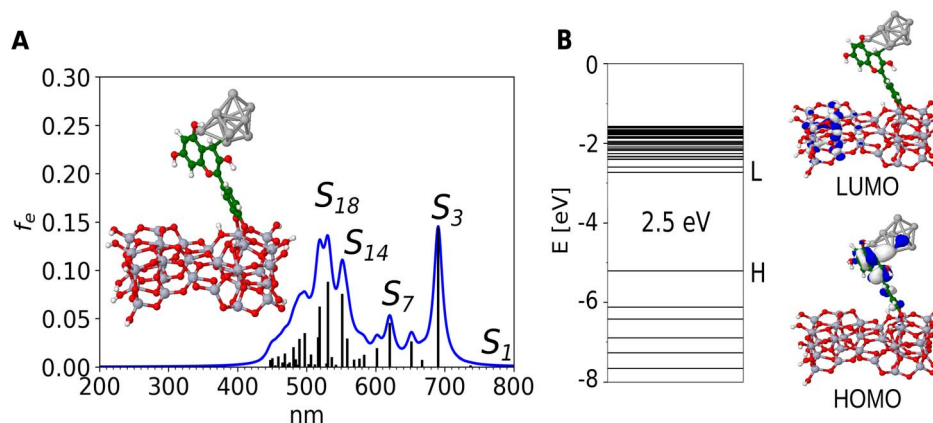 A
B
0.30
0.25
0.20
0.15
0.10
0.05
0.00
fe
S18
S14
S7
S3
S1
200 300 400 500 600 700 800
nm
0
-2
-4
-6
-8
E [eV]
2.5 eV
L
H
LUMO
HOMO